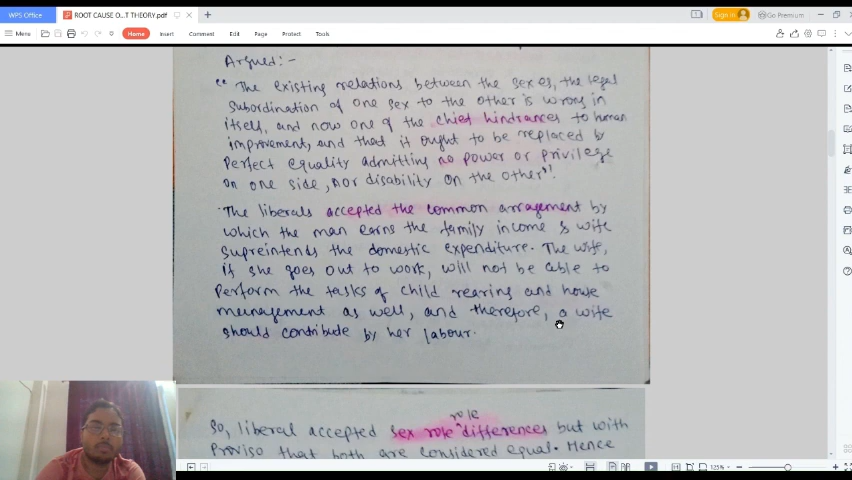 WPS Office
ROOT CAUSE O...T THEORY.pdf
Sign in
Go Premium
Menu
Home
Insert
Comment
Edit
Page
Protect
Tools
Argued:-
" The existing relations between the sexes, the legal
subordination of one sex to the other is wrong in
itself, and now one of the chief hindrances to human
improvement, and that it ought to be replaced by
perfect equality admitting no power or privilege
on one side, nor disability on the other"!
The liberals accepted the common arragement by
which the man earns the family income & wife
supreintends the domestic expenditure. The wife,
if she goes out to work, will not be able to
perform the tasks of child rearing and house
management as well, and therefore, a wife
should contribute by her labour.
role
So, liberal accepted sex role ^differences but with
Proviso that both are considered equal. Hence
125%